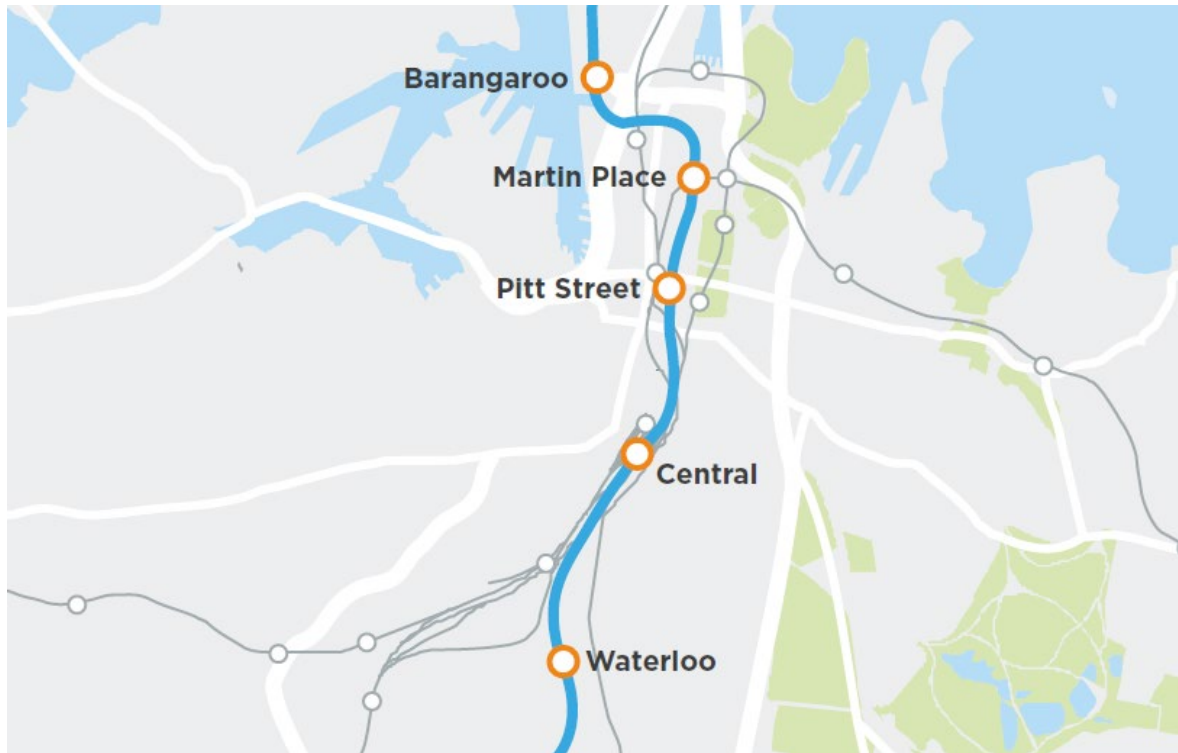 Barangaroo
Martin Place
Pitt Street
Central
Waterloo